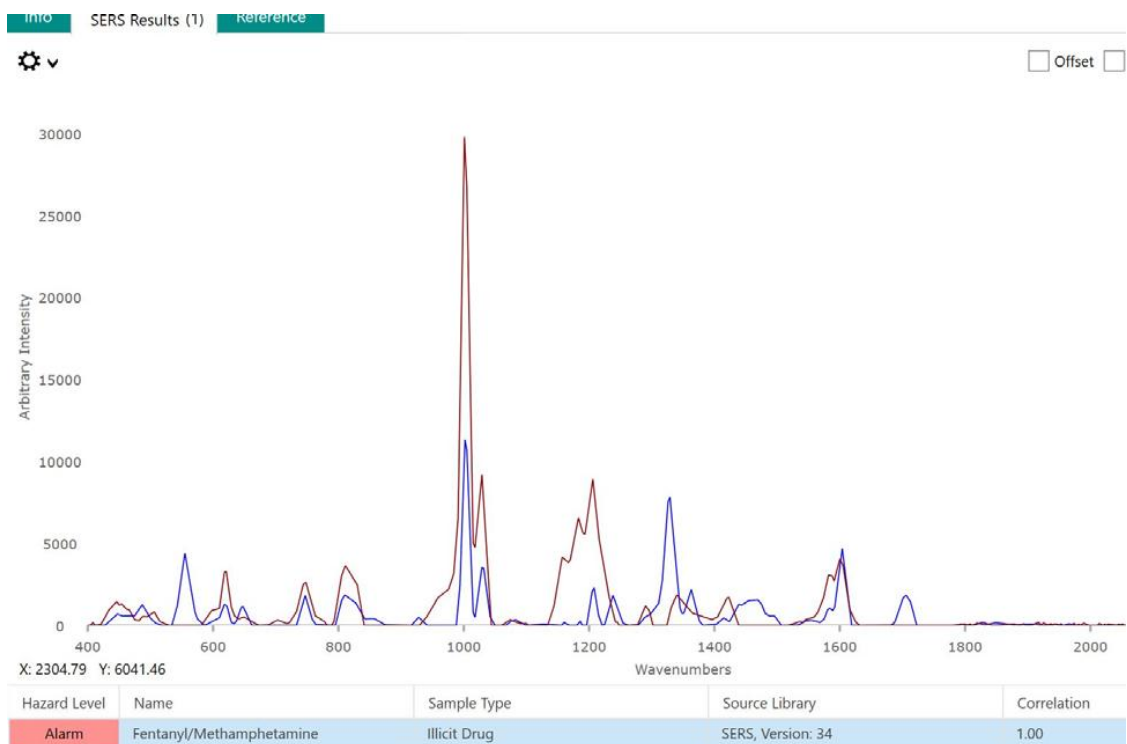 Info SERS Results (1) Reference
Offset
30000
25000
20000
15000
10000
5000
0
Arbitrary Intensity
400 600 800 1000 1200 1400 1600 1800 2000
X: 2304.79 Y: 6041.46 Wavenumbers
Hazard Level Name Sample Type Source Library Correlation
Alarm Fentanyl/Methamphetamine Illicit Drug SERS, Version: 34 1.00